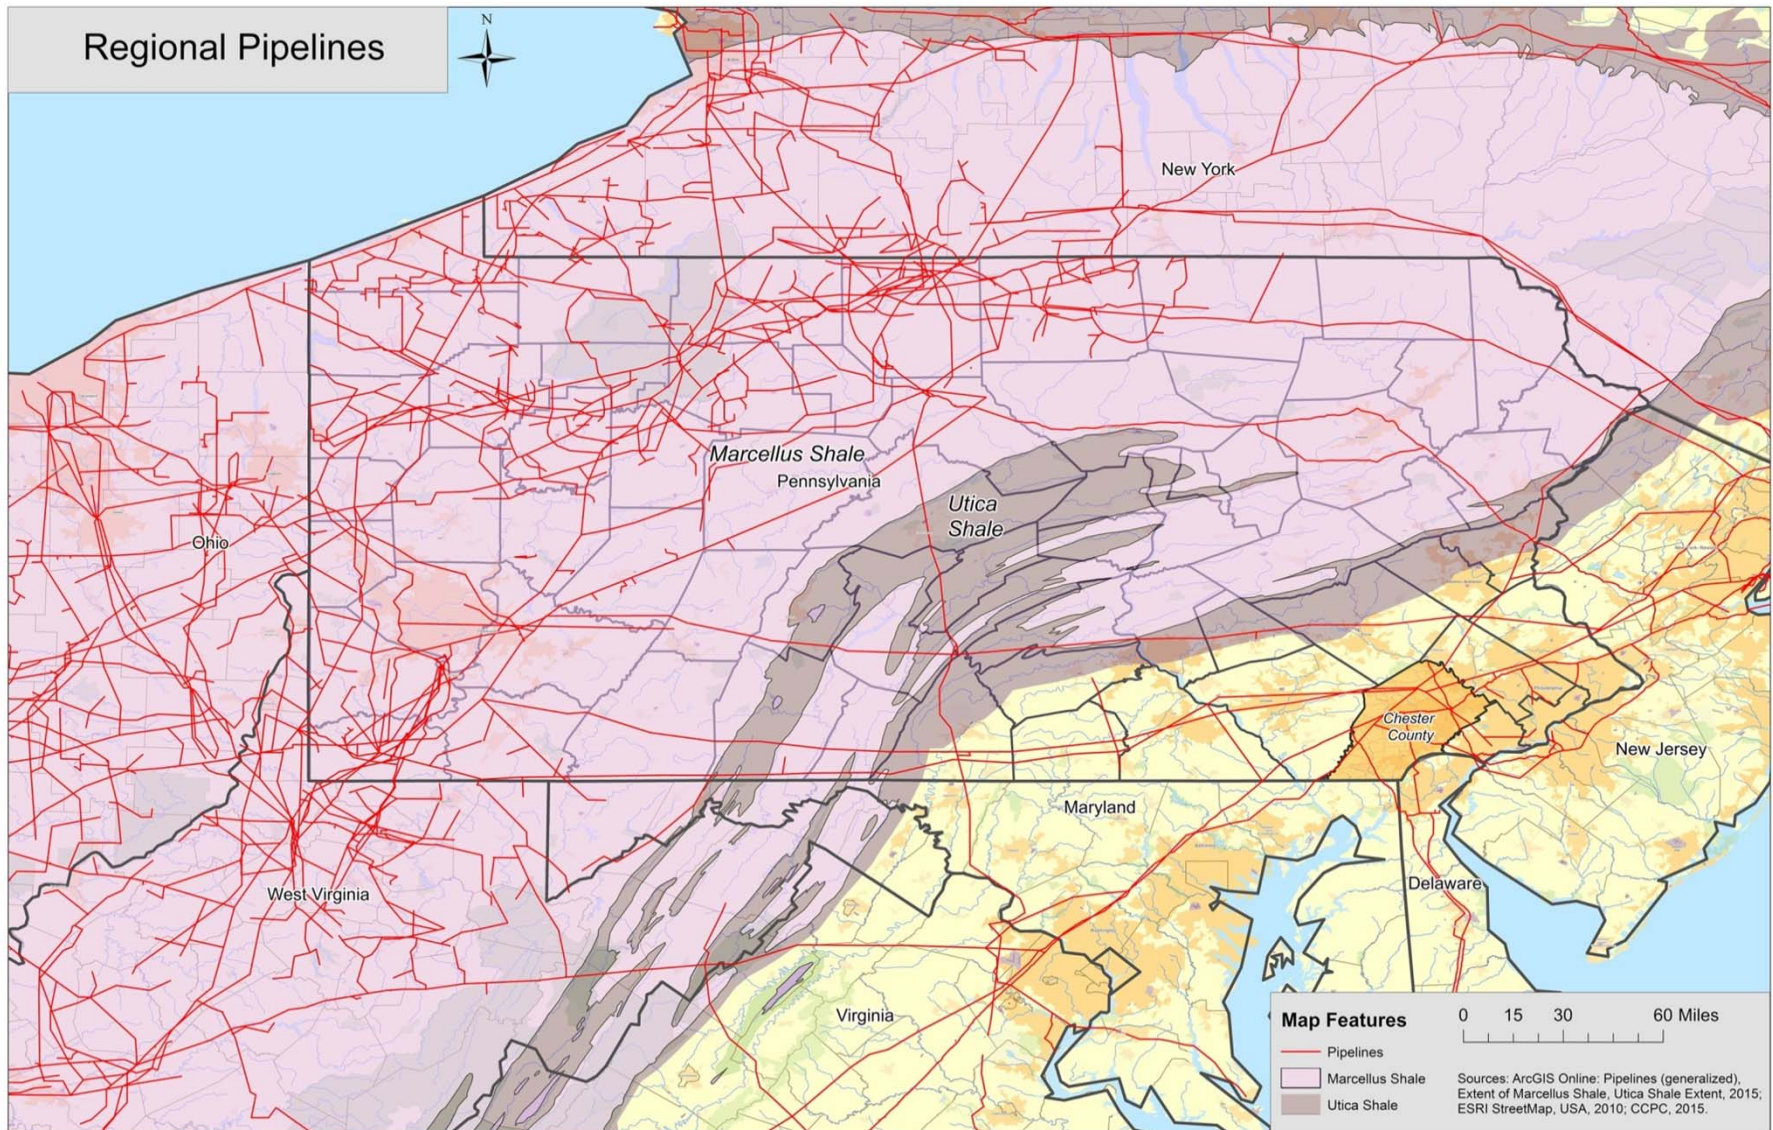 Regional Pipelines
N
New York
Marcellus Shale
Pennsylvania
Utica
Shale
Ohio
Chester
County
New Jersey
Maryland
West Virginia
Delaware
Virginia
Map Features
Pipelines
Marcellus Shale
Utica Shale
0 15 30 60 Miles
Sources: ArcGIS Online: Pipelines (generalized),
Extent of Marcellus Shale, Utica Shale Extent, 2015;
ESRI StreetMap, USA, 2010; CCPC, 2015.